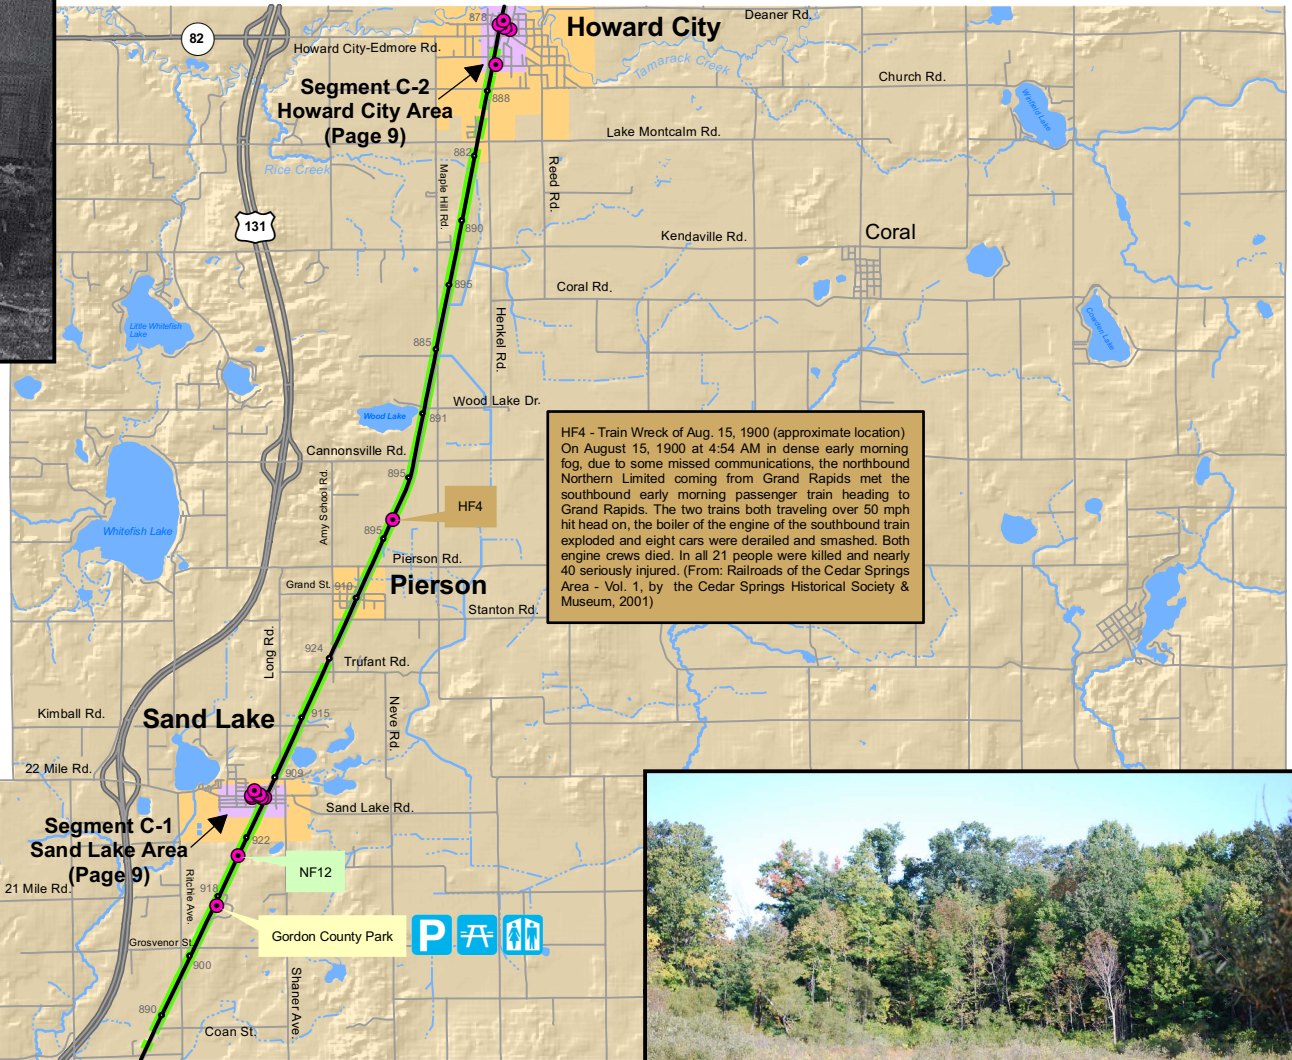 Deaner Rd.
878
Howard City
82
Howard City-Edmore Rd.
Tamarack Creek
Church Rd.
Segment C-2
Howard City Area
(Page 9)
888
Whitefield Lake
Lake Montcalm Rd.
882
Rice Creek
Maple Hill Rd.
Reed Rd.
131
890
Kendaville Rd.
Coral
895
Coral Rd.
Little Whitefish
Lake
Henkel Rd.
Cowden Lake
885
Wood Lake Dr.
Wood Lake
891
Cannonsville Rd.
895
Amy School Rd.
HF4
HF4 - Train Wreck of Aug. 15, 1900 (approximate location)
On August 15, 1900 at 4:54 AM in dense early morning
fog, due to some missed communications, the northbound
Northern Limited coming from Grand Rapids met the
southbound early morning passenger train heading to
Grand Rapids. The two trains both traveling over 50 mph
hit head on, the boiler of the engine of the southbound train
exploded and eight cars were derailed and smashed. Both
engine crews died. In all 21 people were killed and nearly
40 seriously injured. (From: Railroads of the Cedar Springs
Area - Vol. 1, by the Cedar Springs Historical Society &
Museum, 2001)
Whitefish Lake
895
Pierson Rd.
Grand St.
910
Pierson
Stanton Rd.
Long Rd.
924
Trufant Rd.
Kimball Rd.
Sand Lake
915
Neve Rd.
22 Mile Rd.
909
Sand Lake Rd.
Segment C-1
Sand Lake Area
(Page 9)
922
NF12
21 Mile Rd.
Ritchie Ave.
918
Gordon County Park
P
Grosvenor St.
900
Shaner Ave.
890
Coan St.